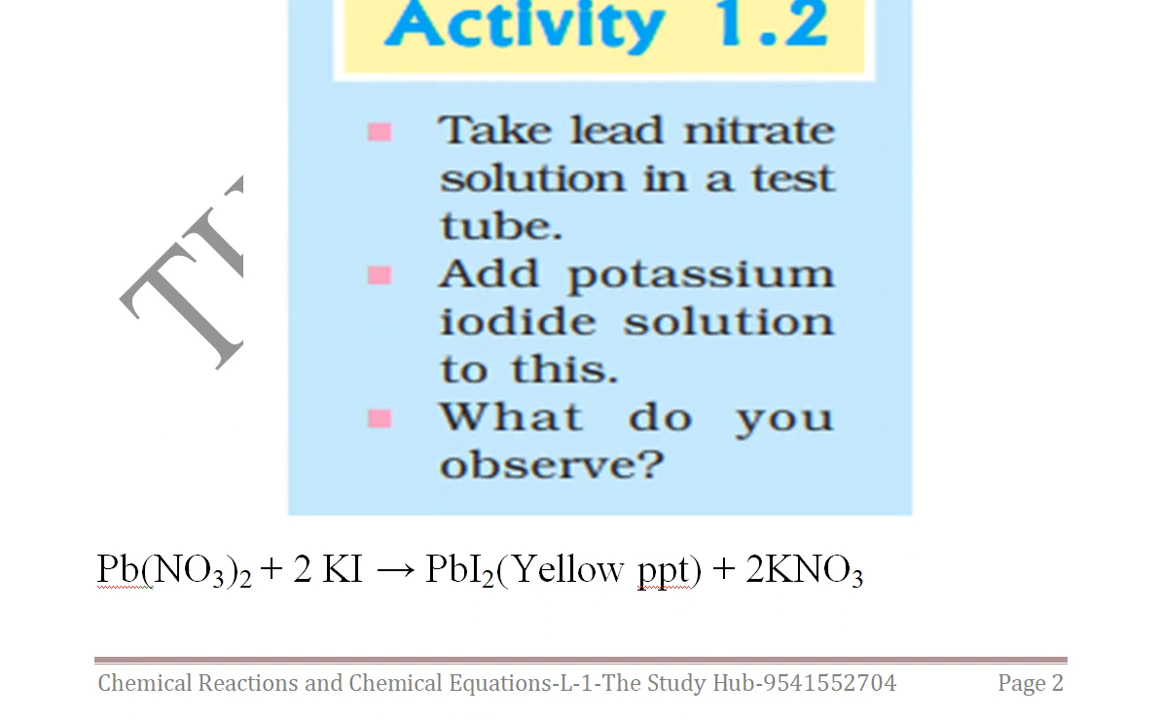 Activity 1.2
Take lead nitrate
solution in a test
tube.
Add potassium
iodide solution
to this.
What do you
observe?
Pb(NO₃)₂ + 2 KI → PbI₂(Yellow ppt) + 2KNO₃
Chemical Reactions and Chemical Equations-L-1-The Study Hub-9541552704 Page 2